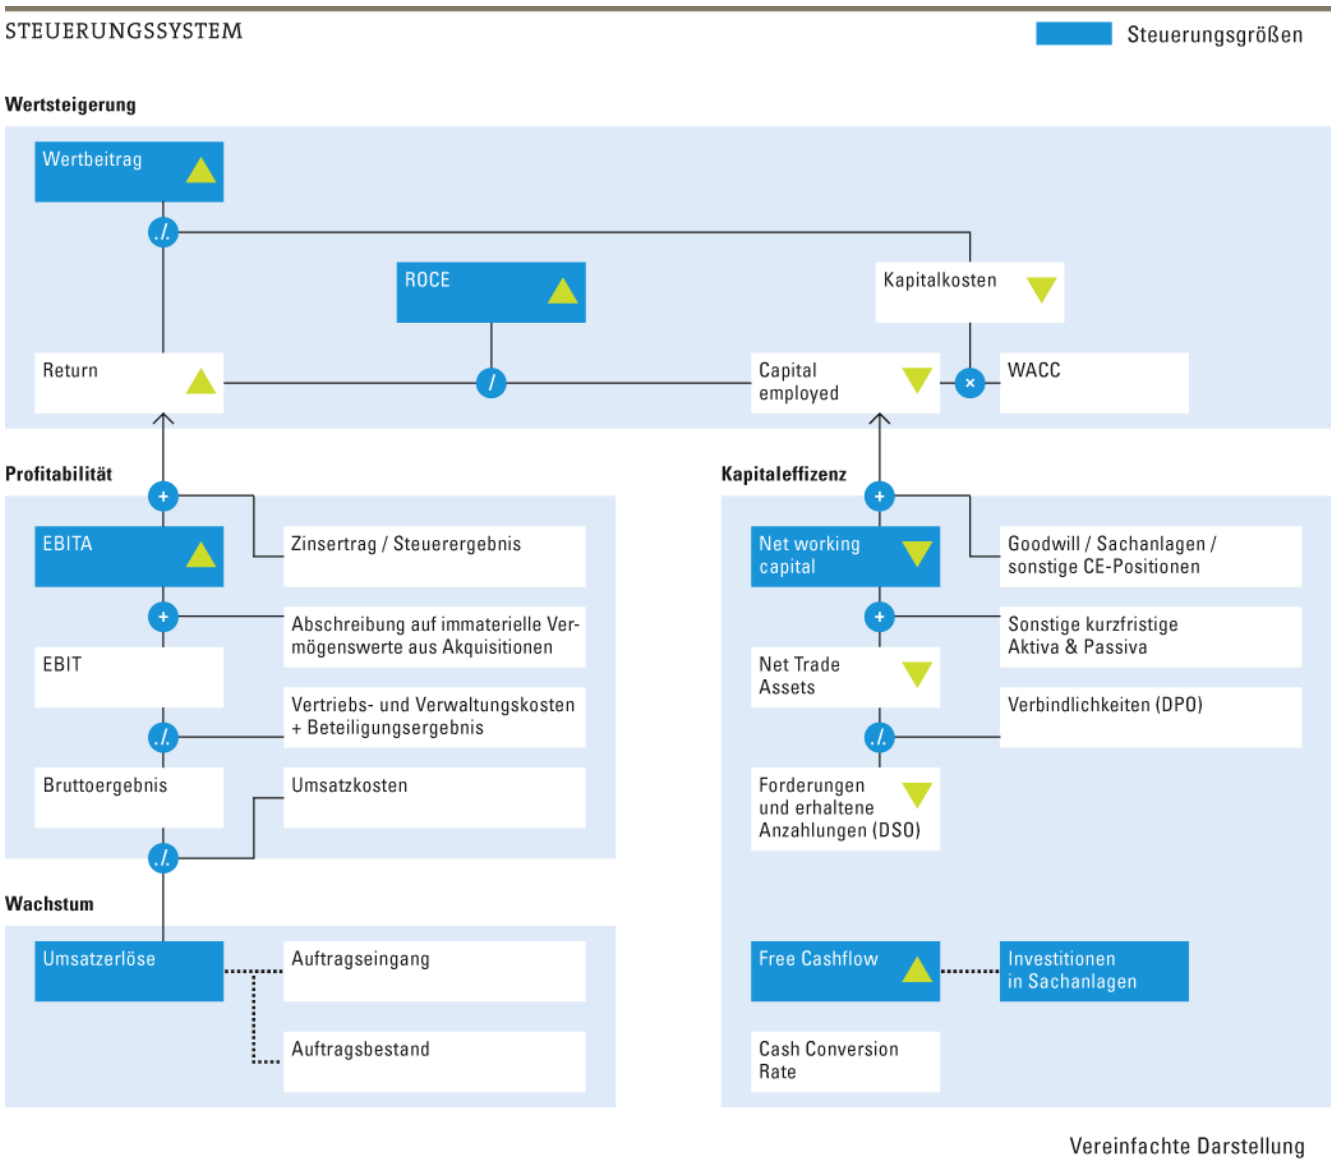 STEUERUNGSSYSTEM
Steuerungsgrößen
Wertsteigerung
Wertbeitrag
./.
ROCE
Kapitalkosten
Return
/
Capital
employed
×
WACC
Profitabilität
+
EBITA
Zinsertrag / Steuerergebnis
+
Abschreibung auf immaterielle Ver-
mögenswerte aus Akquisitionen
EBIT
Vertriebs- und Verwaltungskosten
+ Beteiligungsergebnis
./.
Bruttoergebnis
Umsatzkosten
./.
Wachstum
Umsatzerlöse
Auftragseingang
Auftragsbestand
Kapitaleffizenz
+
Net working
capital
Goodwill / Sachanlagen /
sonstige CE-Positionen
+
Sonstige kurzfristige
Aktiva & Passiva
Net Trade
Assets
Verbindlichkeiten (DPO)
./.
Forderungen
und erhaltene
Anzahlungen (DSO)
Free Cashflow
Investitionen
in Sachanlagen
Cash Conversion
Rate
Vereinfachte Darstellung